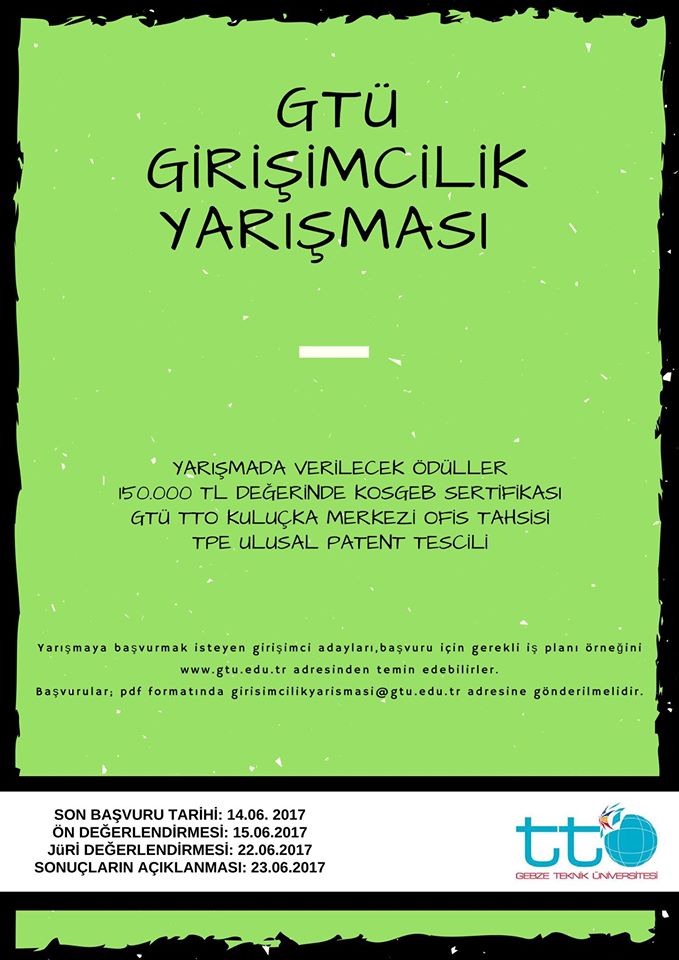 GTÜ
GİRİŞİMCİLİK
YARIŞMASI
YARIŞMADA VERİLECEK ÖDÜLLER
150.000 TL DEĞERİNDE KOSGEB SERTİFİKASI
GTÜ TTO KULUÇKA MERKEZİ OFİS TAHSİSİ
TPE ULUSAL PATENT TESCİLİ
Yarışmaya başvurmak isteyen girişimci adayları,başvuru için gerekli iş planı örneğini
www.gtu.edu.tr adresinden temin edebilirler.
Başvurular; pdf formatında girisimcilikyarismasi@gtu.edu.tr adresine gönderilmelidir.
SON BAŞVURU TARİHİ: 14.06. 2017
ÖN DEĞERLENDİRMESİ: 15.06.2017
JüRİ DEĞERLENDİRMESİ: 22.06.2017
SONUÇLARIN AÇIKLANMASI: 23.06.2017
tto
GEBZE TEKNİK ÜNİVERSİTESİ